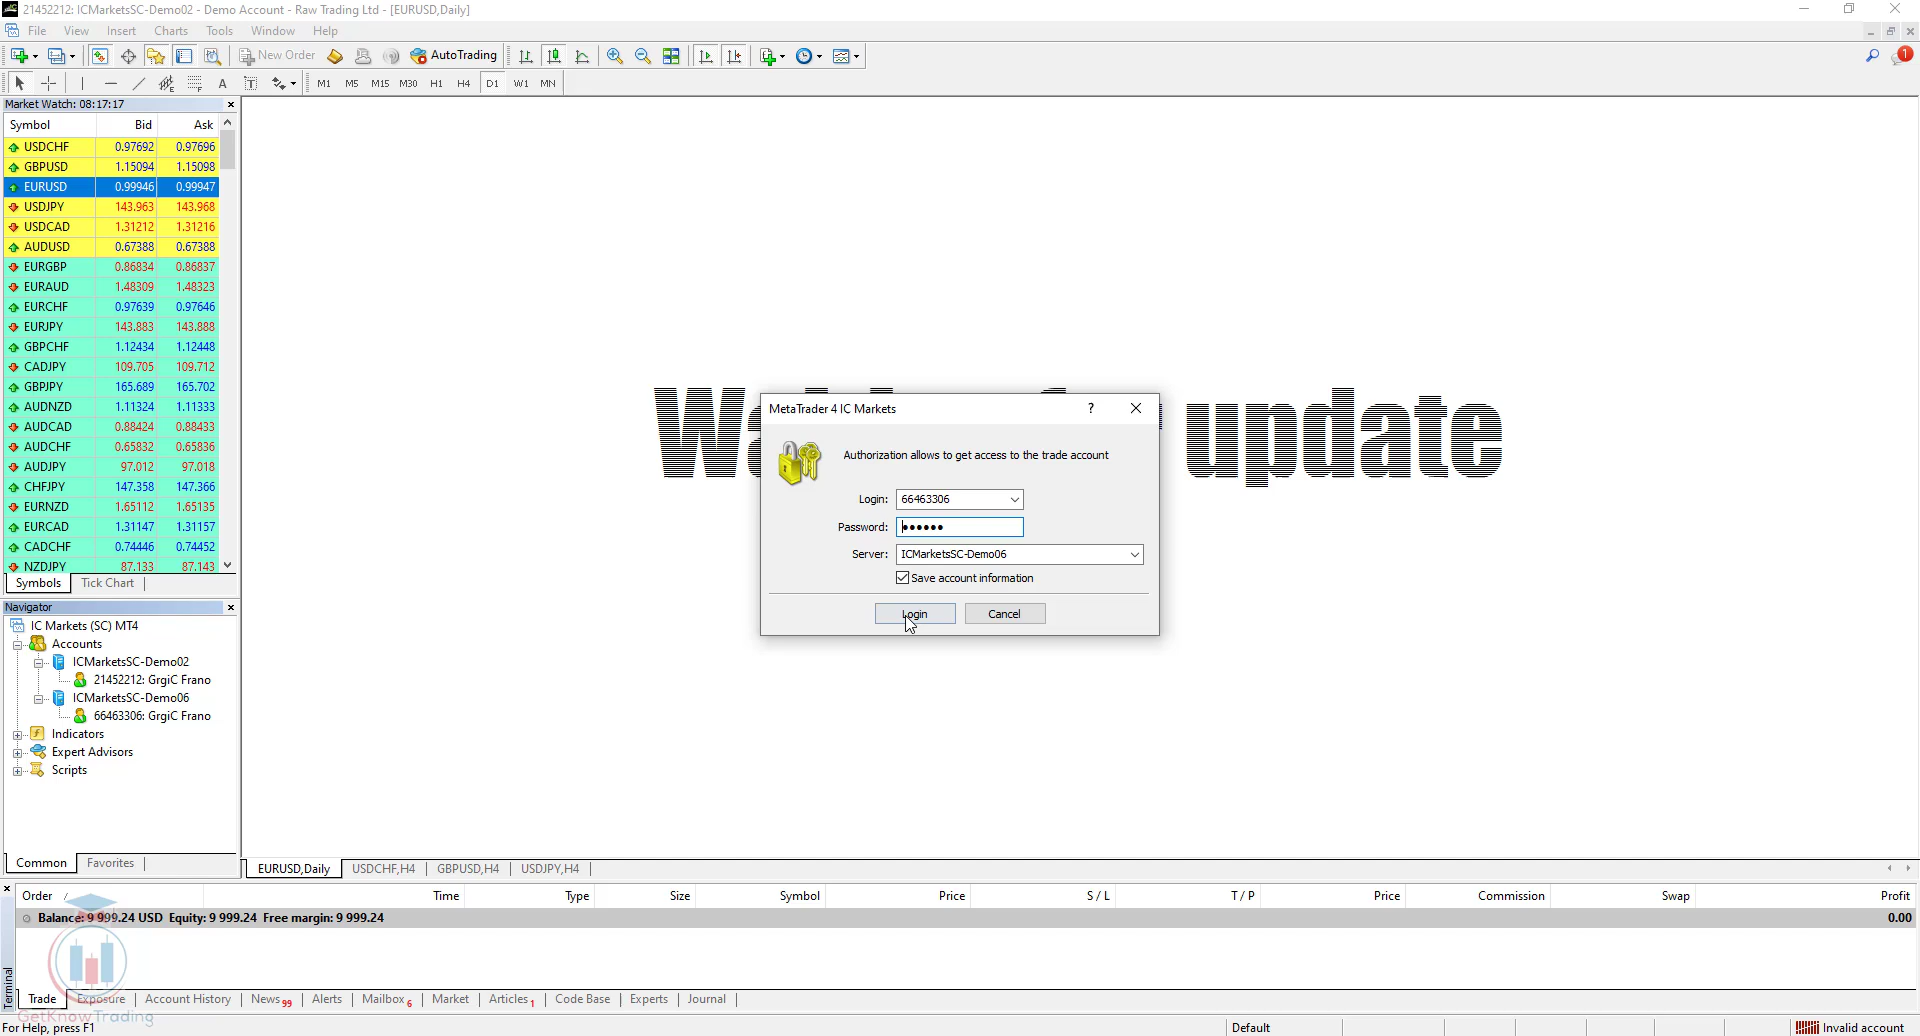 21452212: ICMarketsSC-Demo02 - Demo Account - Raw Trading Ltd - [EURUSD,Daily]
File View Insert Charts Tools Window Help
New Order AutoTrading 1
A T M1 M5 M15 M30 H1 H4 D1 W1 MN
Market Watch: 08:17:17
Symbol Bid Ask
USDCHF 0.97692 0.97696
GBPUSD 1.15094 1.15098
EURUSD 0.99946 0.99947
USDJPY 143.963 143.968
USDCAD 1.31212 1.31216
AUDUSD 0.67388 0.67388
EURGBP 0.86834 0.86837
EURAUD 1.48309 1.48323
EURCHF 0.97639 0.97646
EURJPY 143.883 143.888
GBPCHF 1.12434 1.12448
CADJPY 109.705 109.712
GBPJPY 165.689 165.702
AUDNZD 1.11324 1.11333
AUDCAD 0.88424 0.88433
AUDCHF 0.65832 0.65836
AUDJPY 97.012 97.018
CHFJPY 147.358 147.366
EURNZD 1.65112 1.65135
EURCAD 1.31147 1.31157
CADCHF 0.74446 0.74452
NZDJPY 87.133 87.143
Symbols Tick Chart
Navigator
IC Markets (SC) MT4
Accounts
ICMarketsSC-Demo02
21452212: GrgiC Frano
ICMarketsSC-Demo06
66463306: GrgiC Frano
Indicators
Expert Advisors
Scripts
Common Favorites
update
MetaTrader 4 IC Markets ?
Authorization allows to get access to the trade account
Login: 66463306
Password: ●●●●●●
Server: ICMarketsSC-Demo06
Save account information
Login Cancel
EURUSD,Daily USDCHF,H4 GBPUSD,H4 USDJPY,H4
Order / Time Type Size Symbol Price S / L T / P Price Commission Swap Profit
Balance: 9 999.24 USD Equity: 9 999.24 Free margin: 9 999.24 0.00
Terminal
Trade Exposure Account History News 99 Alerts Mailbox 6 Market Articles 1 Code Base Experts Journal
GetKnowTrading
For Help, press F1 Default Invalid account